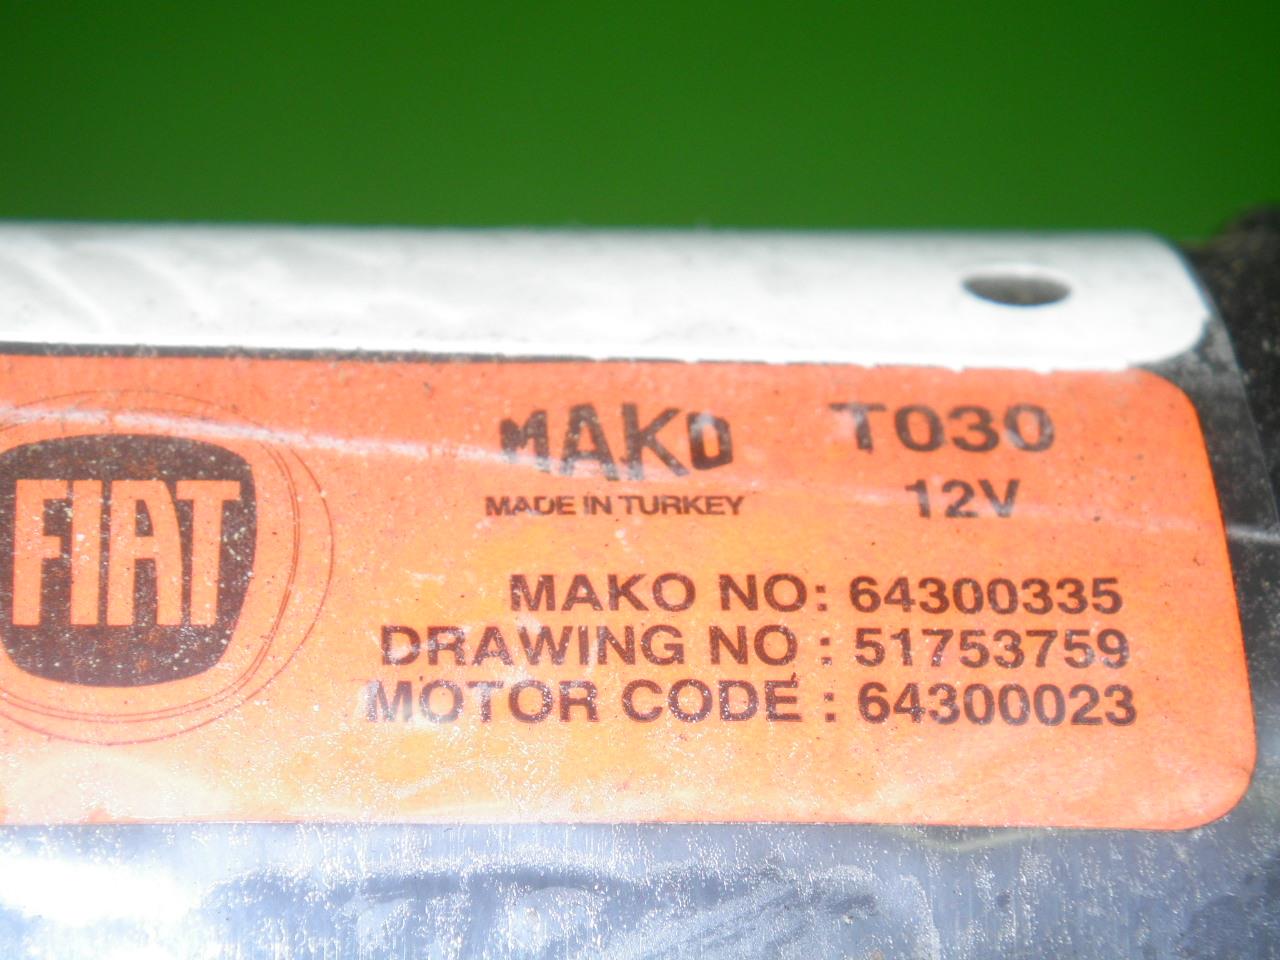 FIAT
MAKO T030
MADE IN TURKEY 12V
MAKO NO: 64300335
DRAWING NO : 51753759
MOTOR CODE : 64300023